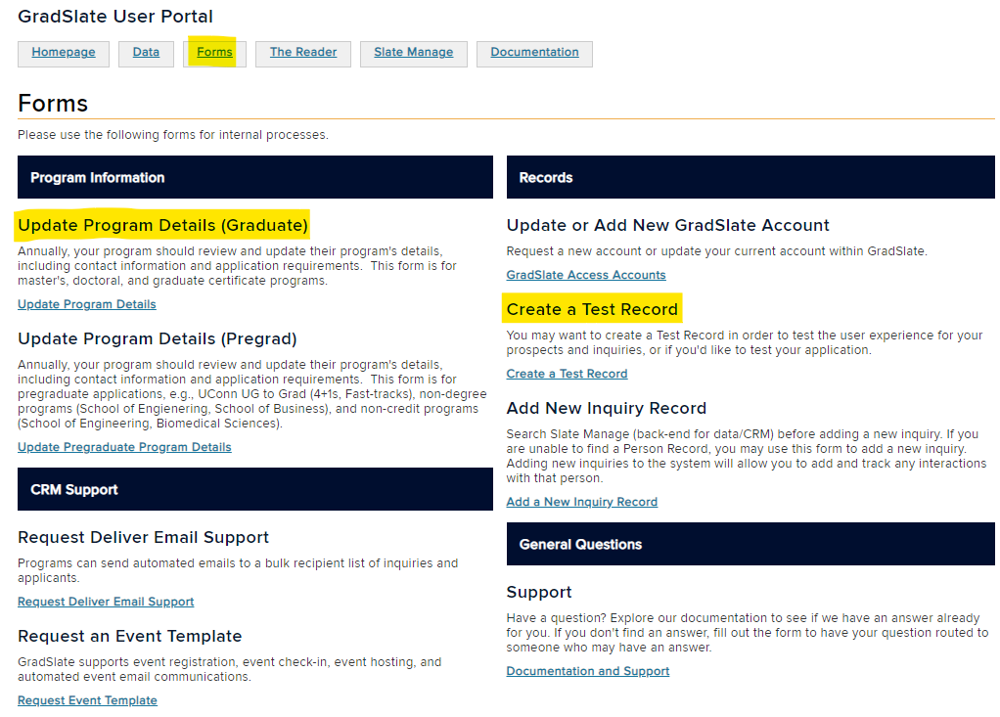 GradSlate User Portal
Homepage
Data
Forms
The Reader
Slate Manage
Documentation
Forms
Please use the following forms for internal processes.
Program Information
Update Program Details (Graduate)
Annually, your program should review and update their program's details,
including contact information and application requirements.  This form is for
master's, doctoral, and graduate certificate programs.
Update Program Details
Update Program Details (Pregrad)
Annually, your program should review and update their program's details,
including contact information and application requirements.  This form is for
pregraduate applications, e.g., UConn UG to Grad (4+1s, Fast-tracks), non-degree
programs (School of Engienering, School of Business), and non-credit programs
(School of Engineering, Biomedical Sciences).
Update Pregraduate Program Details
CRM Support
Request Deliver Email Support
Programs can send automated emails to a bulk recipient list of inquiries and
applicants.
Request Deliver Email Support
Request an Event Template
GradSlate supports event registration, event check-in, event hosting, and
automated event email communications.
Request Event Template
Records
Update or Add New GradSlate Account
Request a new account or update your current account within GradSlate.
GradSlate Access Accounts
Create a Test Record
You may want to create a Test Record in order to test the user experience for your
prospects and inquiries, or if you'd like to test your application.
Create a Test Record
Add New Inquiry Record
Search Slate Manage (back-end for data/CRM) before adding a new inquiry. If you
are unable to find a Person Record, you may use this form to add a new inquiry.
Adding new inquiries to the system will allow you to add and track any interactions
with that person.
Add a New Inquiry Record
General Questions
Support
Have a question? Explore our documentation to see if we have an answer already
for you. If you don't find an answer, fill out the form to have your question routed to
someone who may have an answer.
Documentation and Support